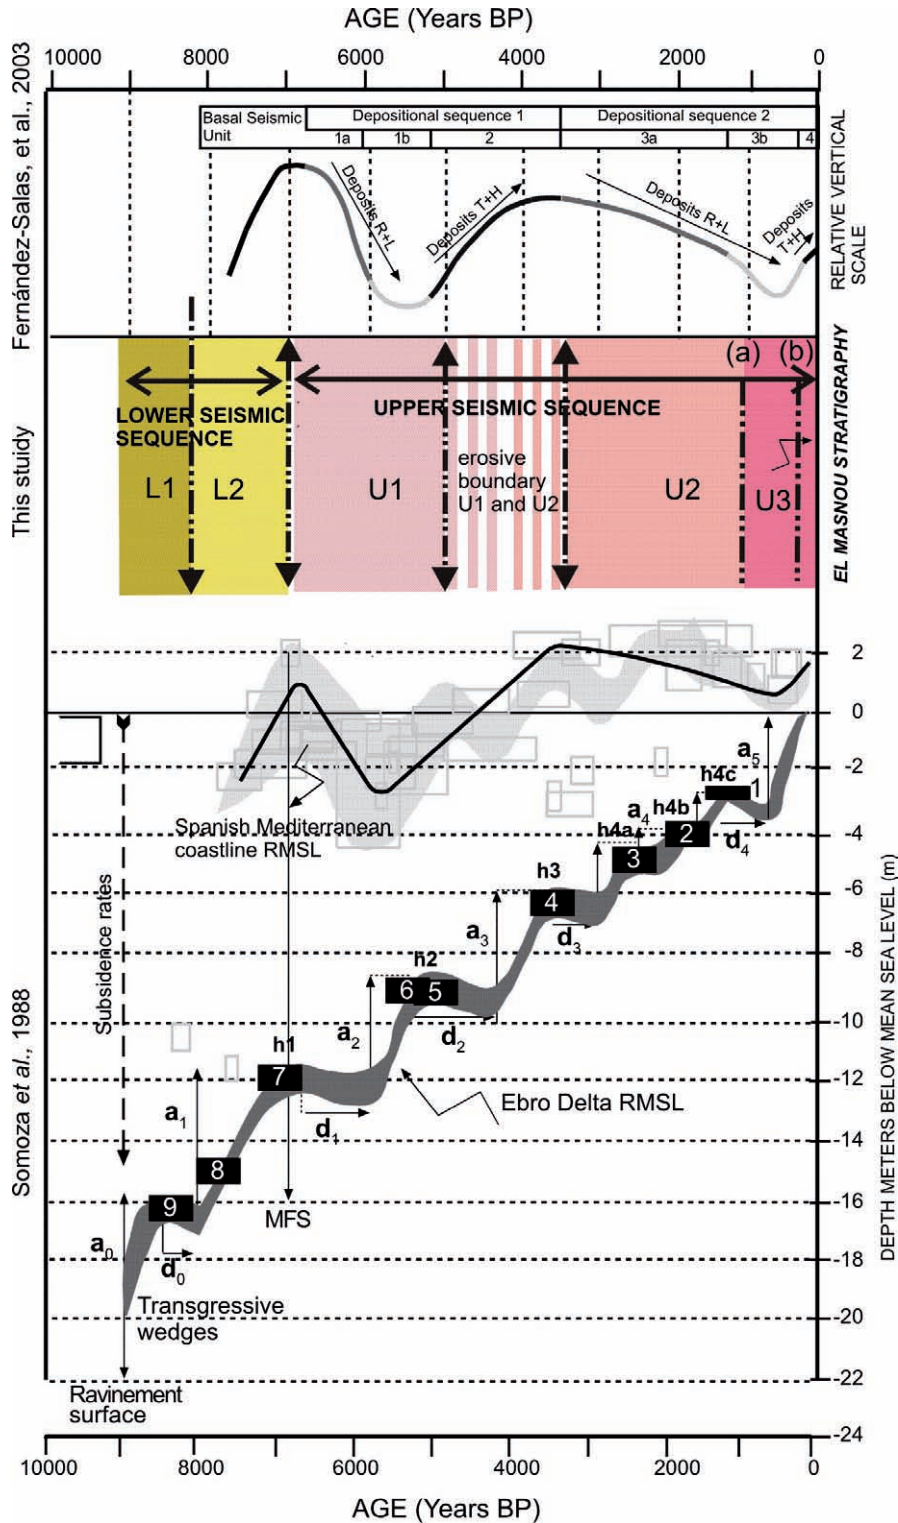 AGE (Years BP)
10000 8000 6000 4000 2000 0
Fernández-Salas, et al., 2003
Basal Seismic
Unit
Depositional sequence 1
Depositional sequence 2
1a 1b 2 3a 3b 4
Deposits R+L
Deposits T+H
Deposits R+L
Deposits
T+H
RELATIVE VERTICAL
SCALE
This stuidy
(a) (b)
LOWER SEISMIC
SEQUENCE
UPPER SEISMIC SEQUENCE
L1 L2 U1
erosive
boundary
U1 and U2
U2 U3
EL MASNOU STRATIGRAPHY
2
0
-2
-4
-6
-8
-10
-12
-14
-16
-18
-20
-22
-24
DEPTH METERS BELOW MEAN SEA LEVEL (m)
Somoza et al., 1988
Subsidence rates
Spanish Mediterranean
coastline RMSL
a5
h4c
1
a4 h4b
h4a
2
d4
3
h3
4
a3
d3
h2
6 5
a2
d2
h1
7
Ebro Delta RMSL
a1
d1
8
9
MFS
a0
d0
Transgressive
wedges
Ravinement
surface
10000 8000 6000 4000 2000 0
AGE (Years BP)